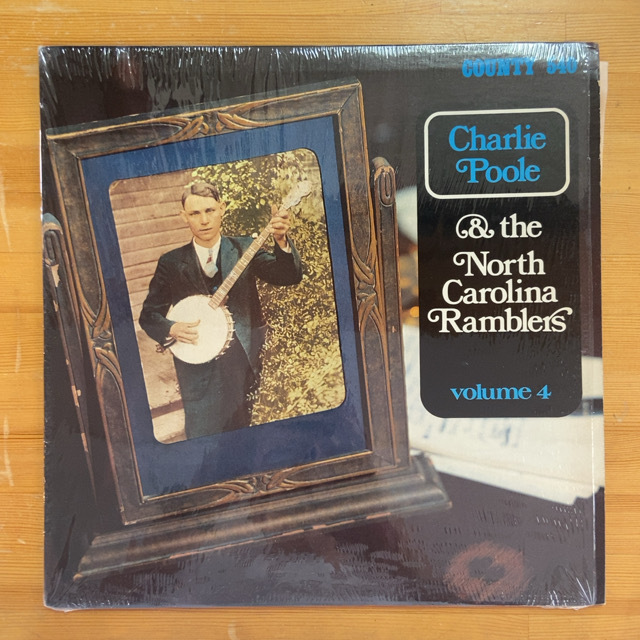 COUNTY 540
Charlie
Poole
& the
North
Carolina
Ramblers
volume 4